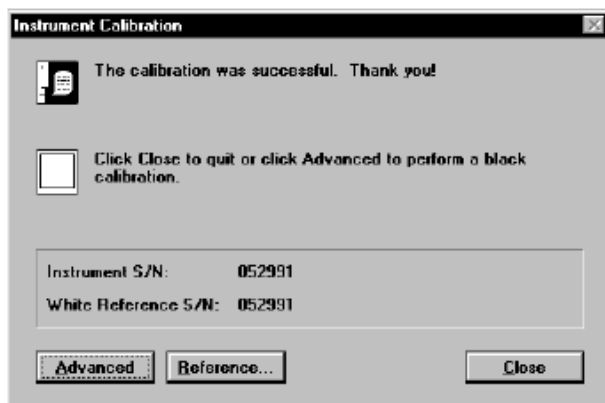 Instrument Calibration
The calibration was successful. Thank you!
Click Close to quit or click Advanced to perform a black
calibration.
Instrument S/N: 052991
White Reference S/N: 052991
Advanced Reference... Close